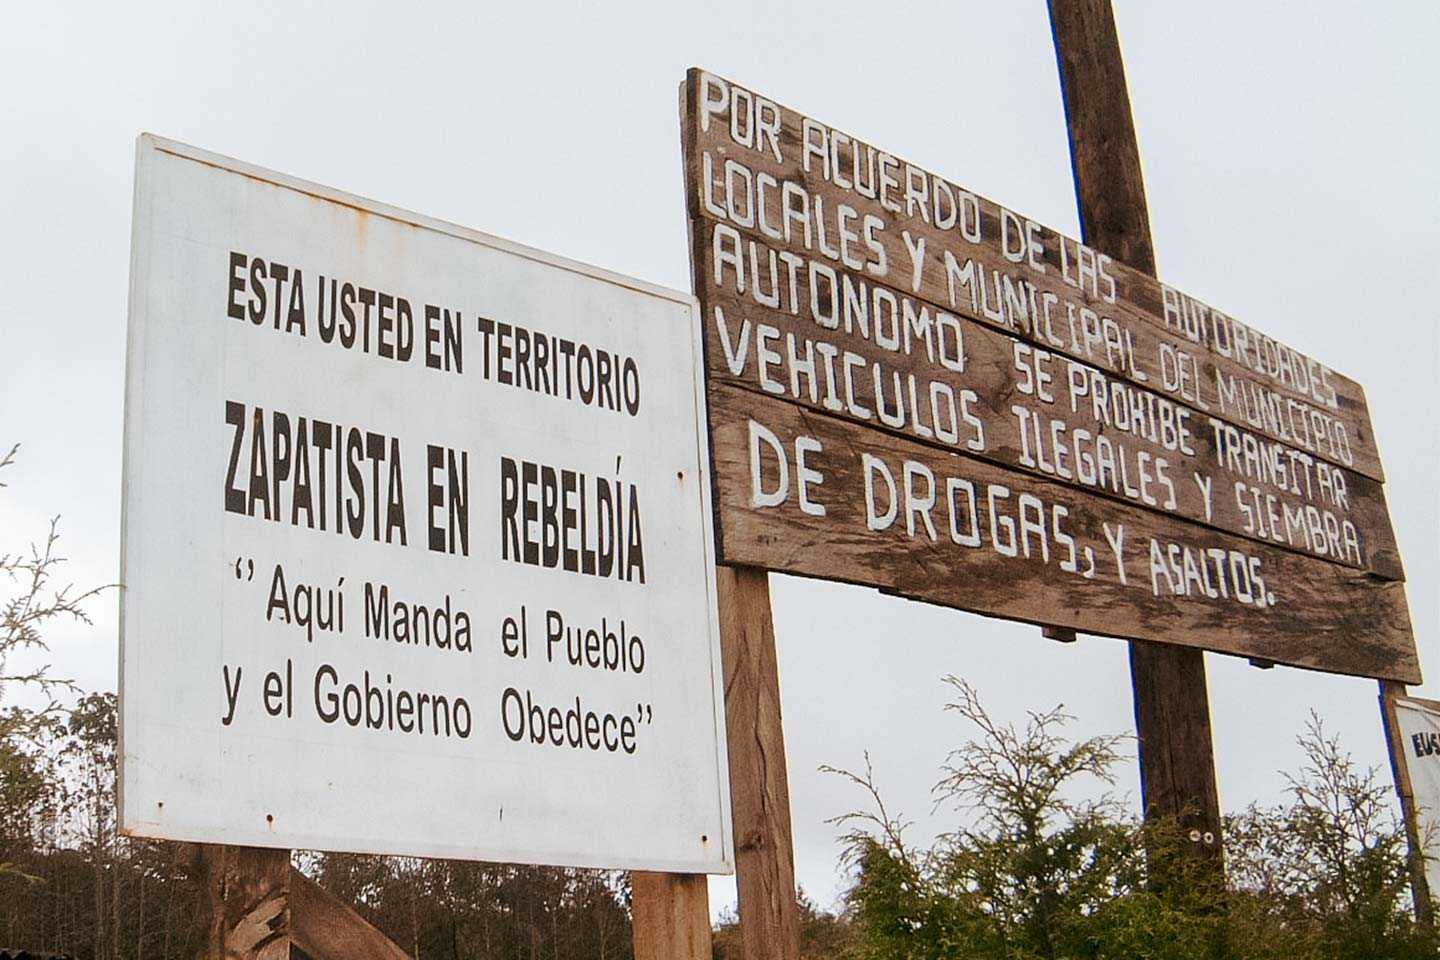 ESTA USTED EN TERRITORIO
ZAPATISTA EN REBELDÍA
‘’ Aquí Manda el Pueblo
y el Gobierno Obedece’’
POR ACUERDO DE LAS AUTORIDADES
LOCALES Y MUNICIPAL DEL MUNICIPIO
AUTONOMO SE PROHIBE TRANSITAR
VEHICULOS ILEGALES Y SIEMBRA
DE DROGAS, Y ASALTOS.